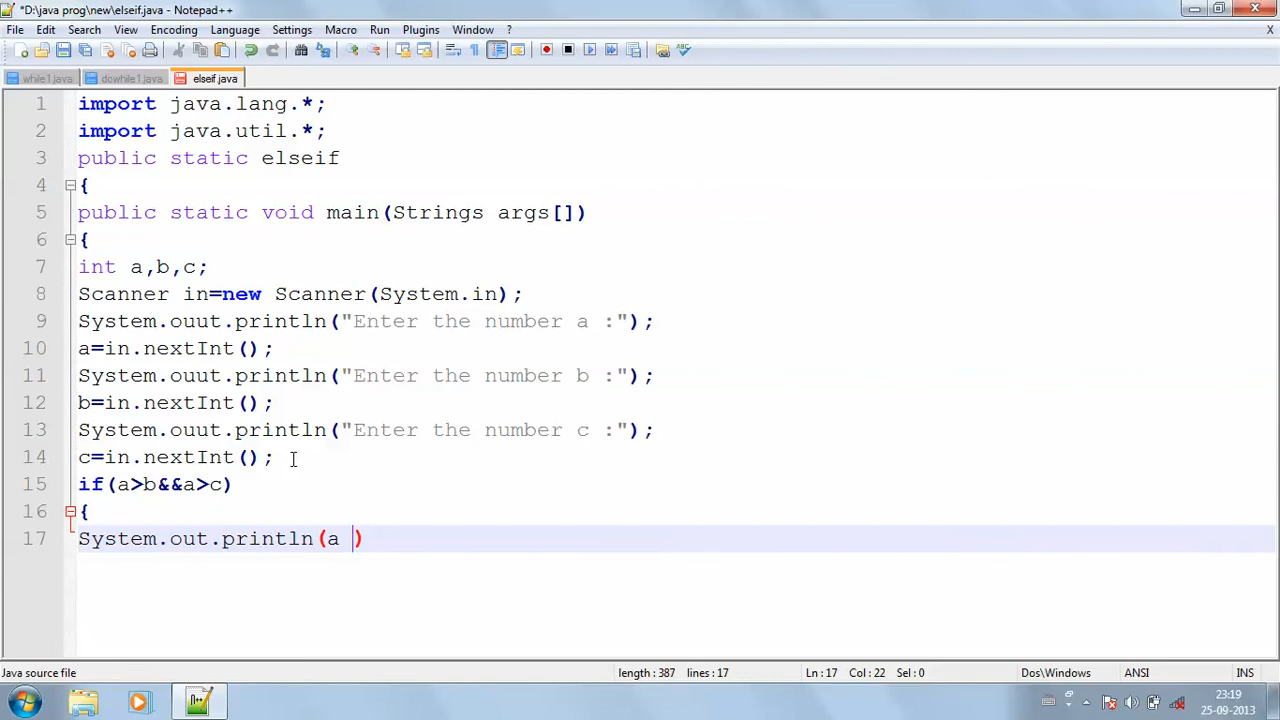 *D:\java prog\new\elseif.java - Notepad++
File Edit Search View Encoding Language Settings Macro Run Plugins Window ? X
while1.java dowhile1.java elseif.java
1 import java.lang.*;
2 import java.util.*;
3 public static elseif
4 {
5 public static void main(Strings args[])
6 {
7 int a,b,c;
8 Scanner in=new Scanner(System.in);
9 System.ouut.println("Enter the number a :");
10 a=in.nextInt();
11 System.ouut.println("Enter the number b :");
12 b=in.nextInt();
13 System.ouut.println("Enter the number c :");
14 c=in.nextInt();
15 if(a>b&&a>c)
16 {
17 System.out.println(a )
Java source file length : 387 lines : 17 Ln : 17 Col : 22 Sel : 0 Dos\Windows ANSI INS
23:19
25-09-2013